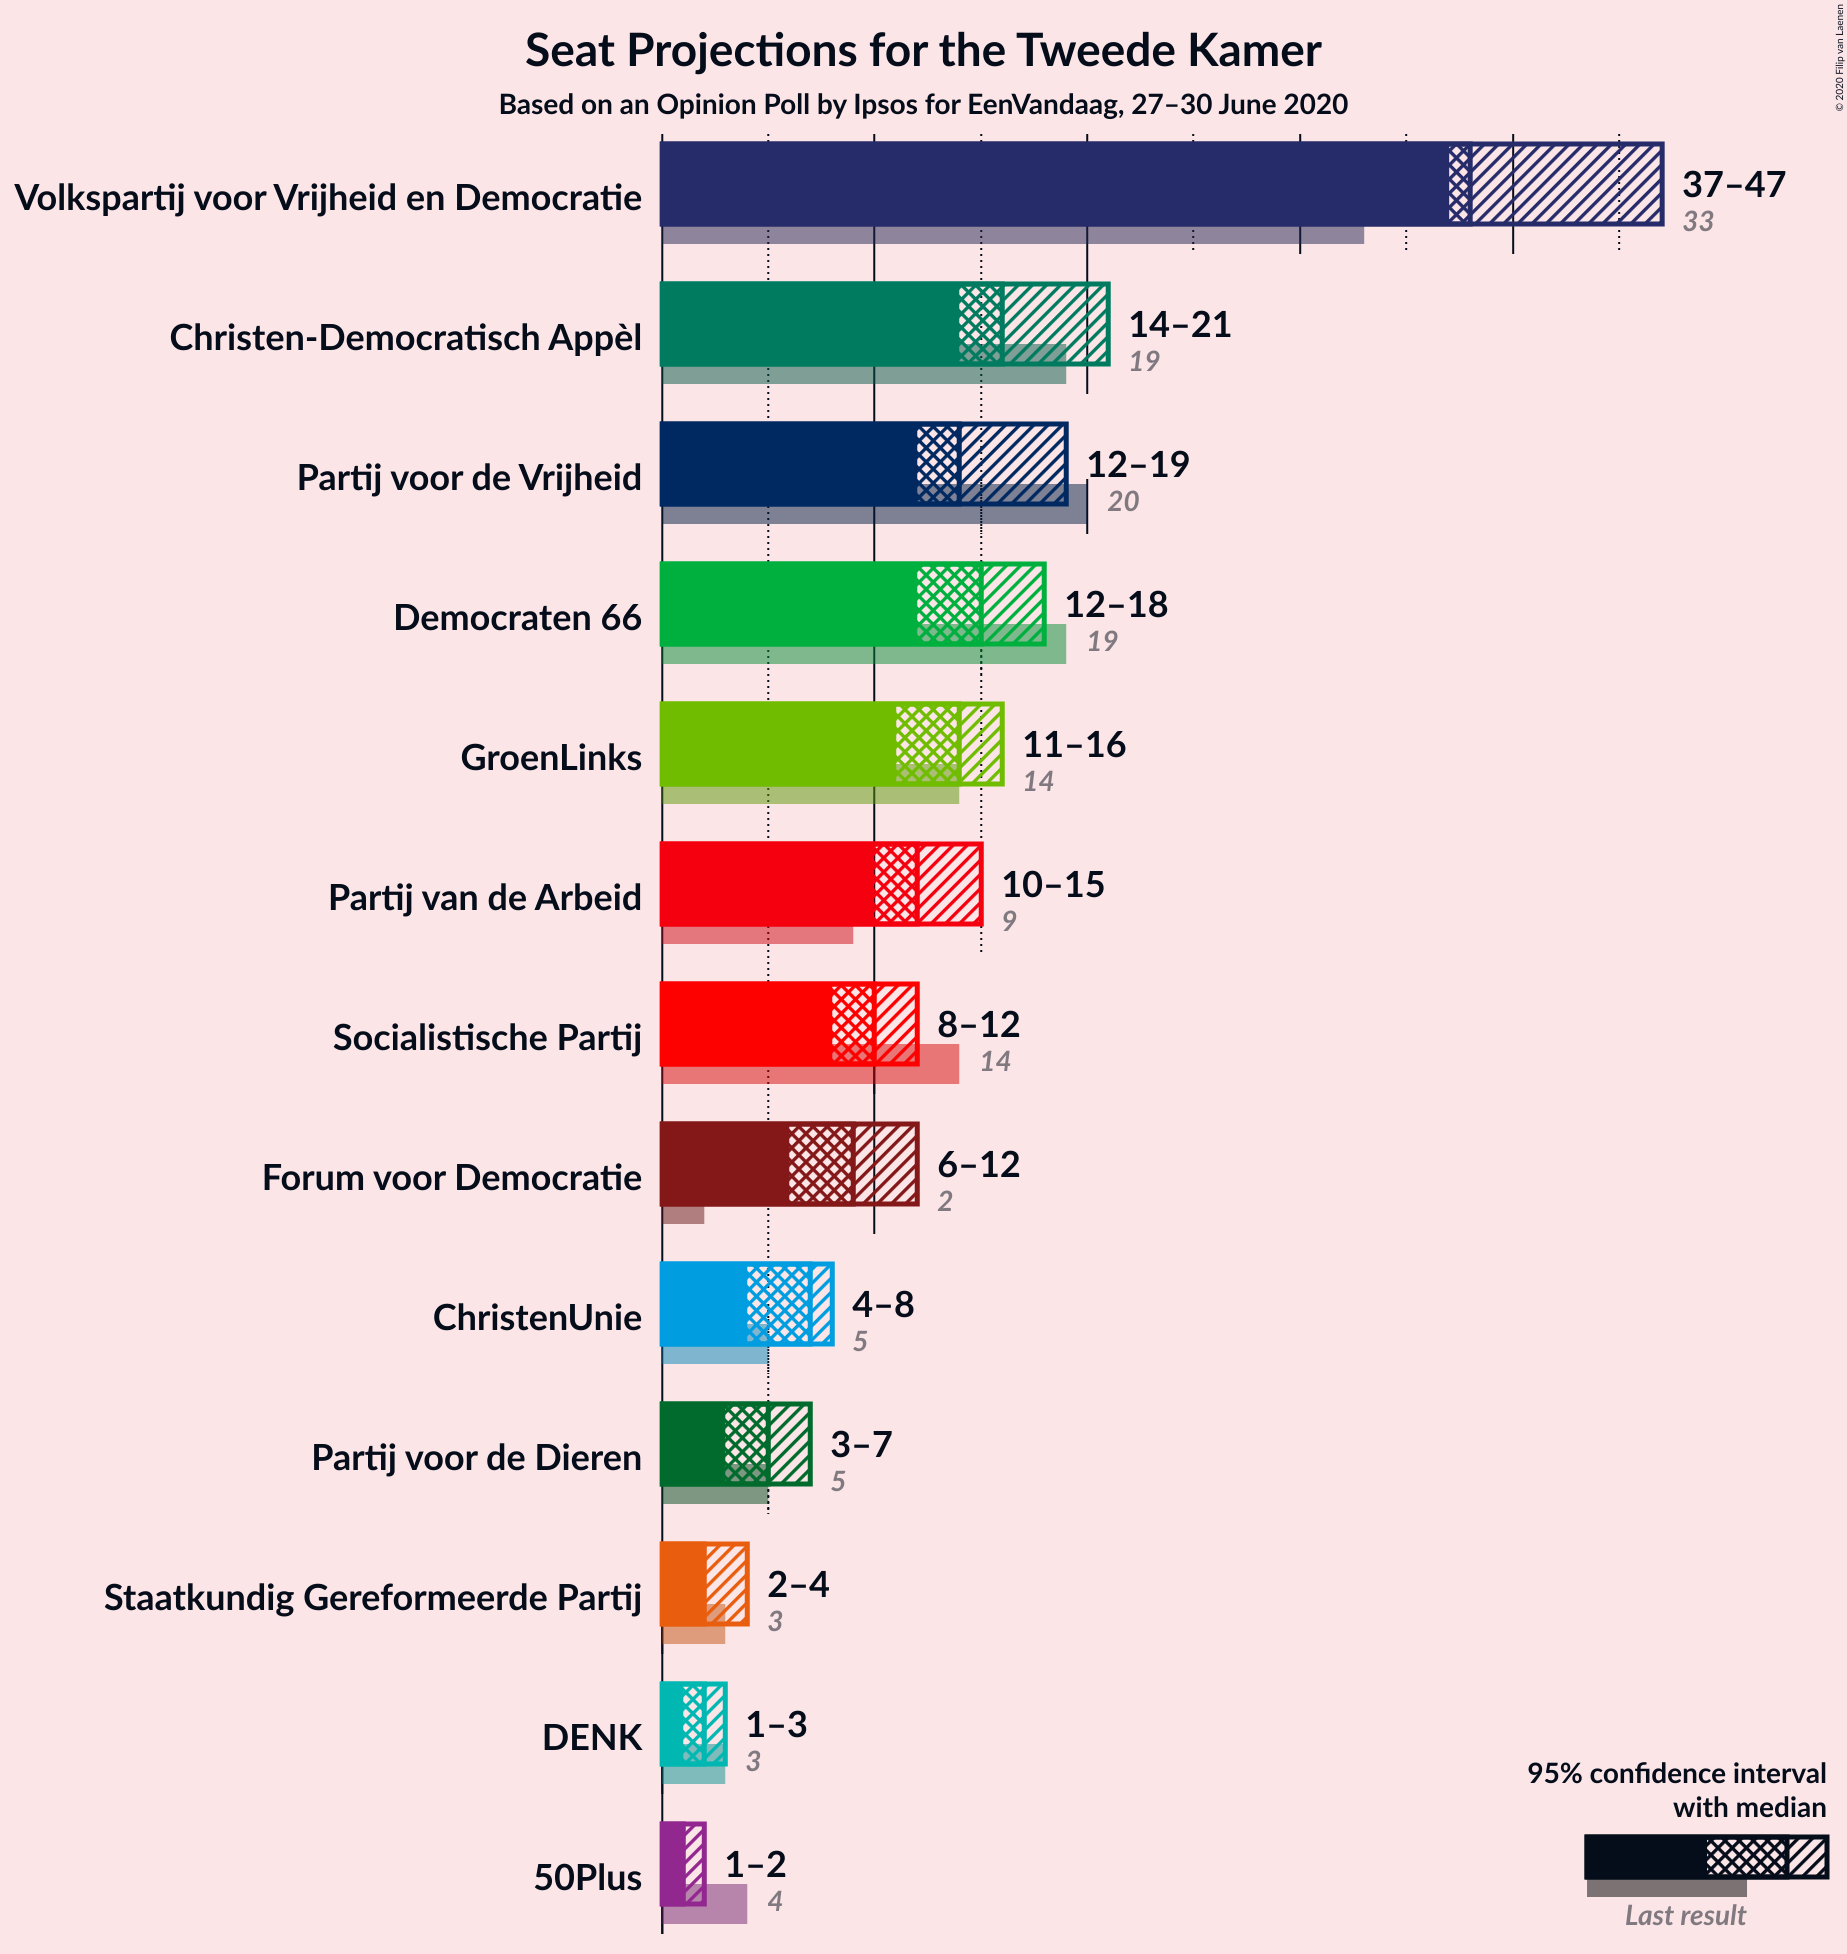 © 2020 Filip van Laenen
Seat Projections for the Tweede Kamer
Based on an Opinion Poll by Ipsos for EenVandaag, 27–30 June 2020
Volkspartij voor Vrijheid en Democratie
37–47
33
Christen-Democratisch Appèl
14–21
19
Partij voor de Vrijheid
12–19
20
Democraten 66
12–18
19
GroenLinks
11–16
14
Partij van de Arbeid
10–15
9
Socialistische Partij
8–12
14
Forum voor Democratie
6–12
2
ChristenUnie
4–8
5
Partij voor de Dieren
3–7
5
Staatkundig Gereformeerde Partij
2–4
3
DENK
1–3
3
50Plus
1–2
4
95% confidence interval
with median
Last result